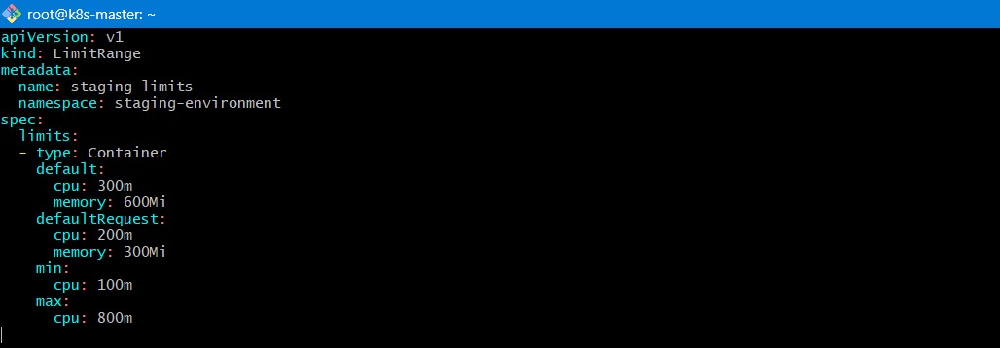 root@k8s-master: ~
apiVersion: v1
kind: LimitRange
metadata:
  name: staging-limits
  namespace: staging-environment
spec:
  limits:
  - type: Container
    default:
      cpu: 300m
      memory: 600Mi
    defaultRequest:
      cpu: 200m
      memory: 300Mi
    min:
      cpu: 100m
    max:
      cpu: 800m